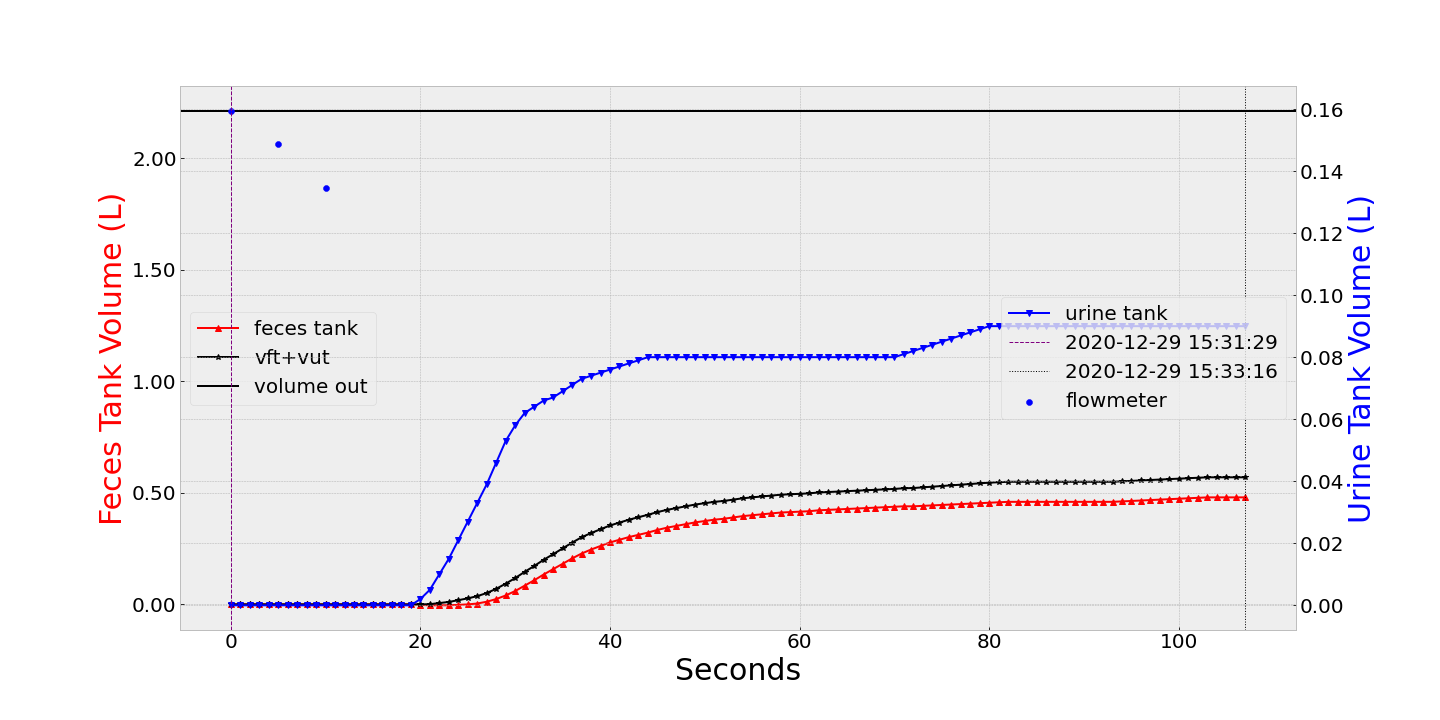 Feces Tank Volume (L)
2.00
1.50
1.00
0.50
0.00
feces tank
vft+vut
volume out
urine tank
2020-12-29 15:31:29
2020-12-29 15:33:16
flowmeter
0.16
0.14
0.12
0.10
0.08
0.06
0.04
0.02
0.00
Urine Tank Volume (L)
0 20 40 60 80 100
Seconds